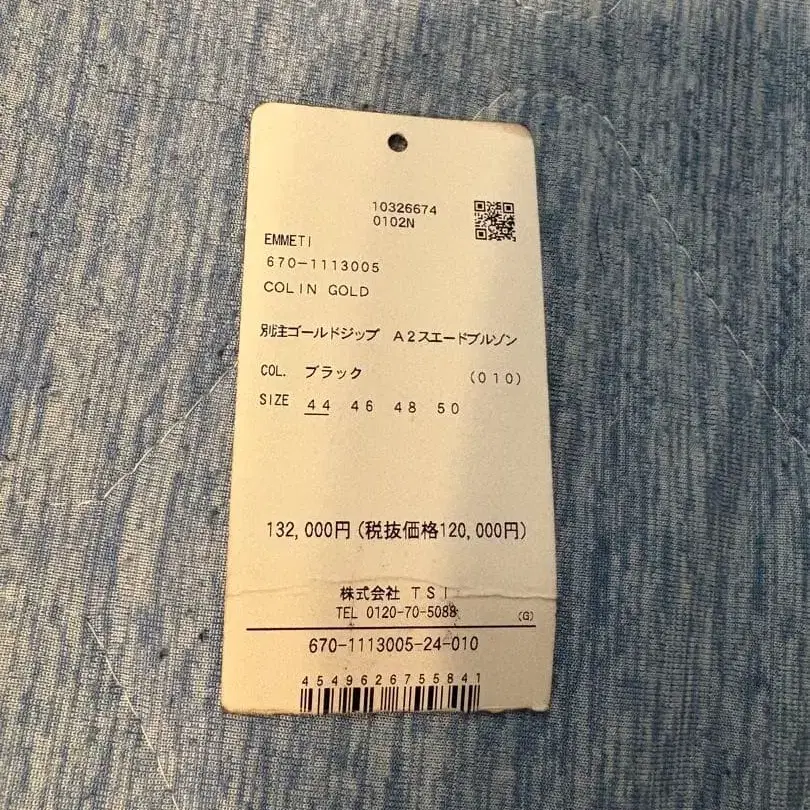 10326674
0102N
EMMETI
670-1113005
COLIN GOLD
別注ゴールドジップ A2スエードブルゾン
COL. ブラック (010)
SIZE 44 46 48 50
132,000円(税抜価格120,000円)
株式会社 TSI
TEL 0120-70-5088
(G)
670-1113005-24-010
4549626755841